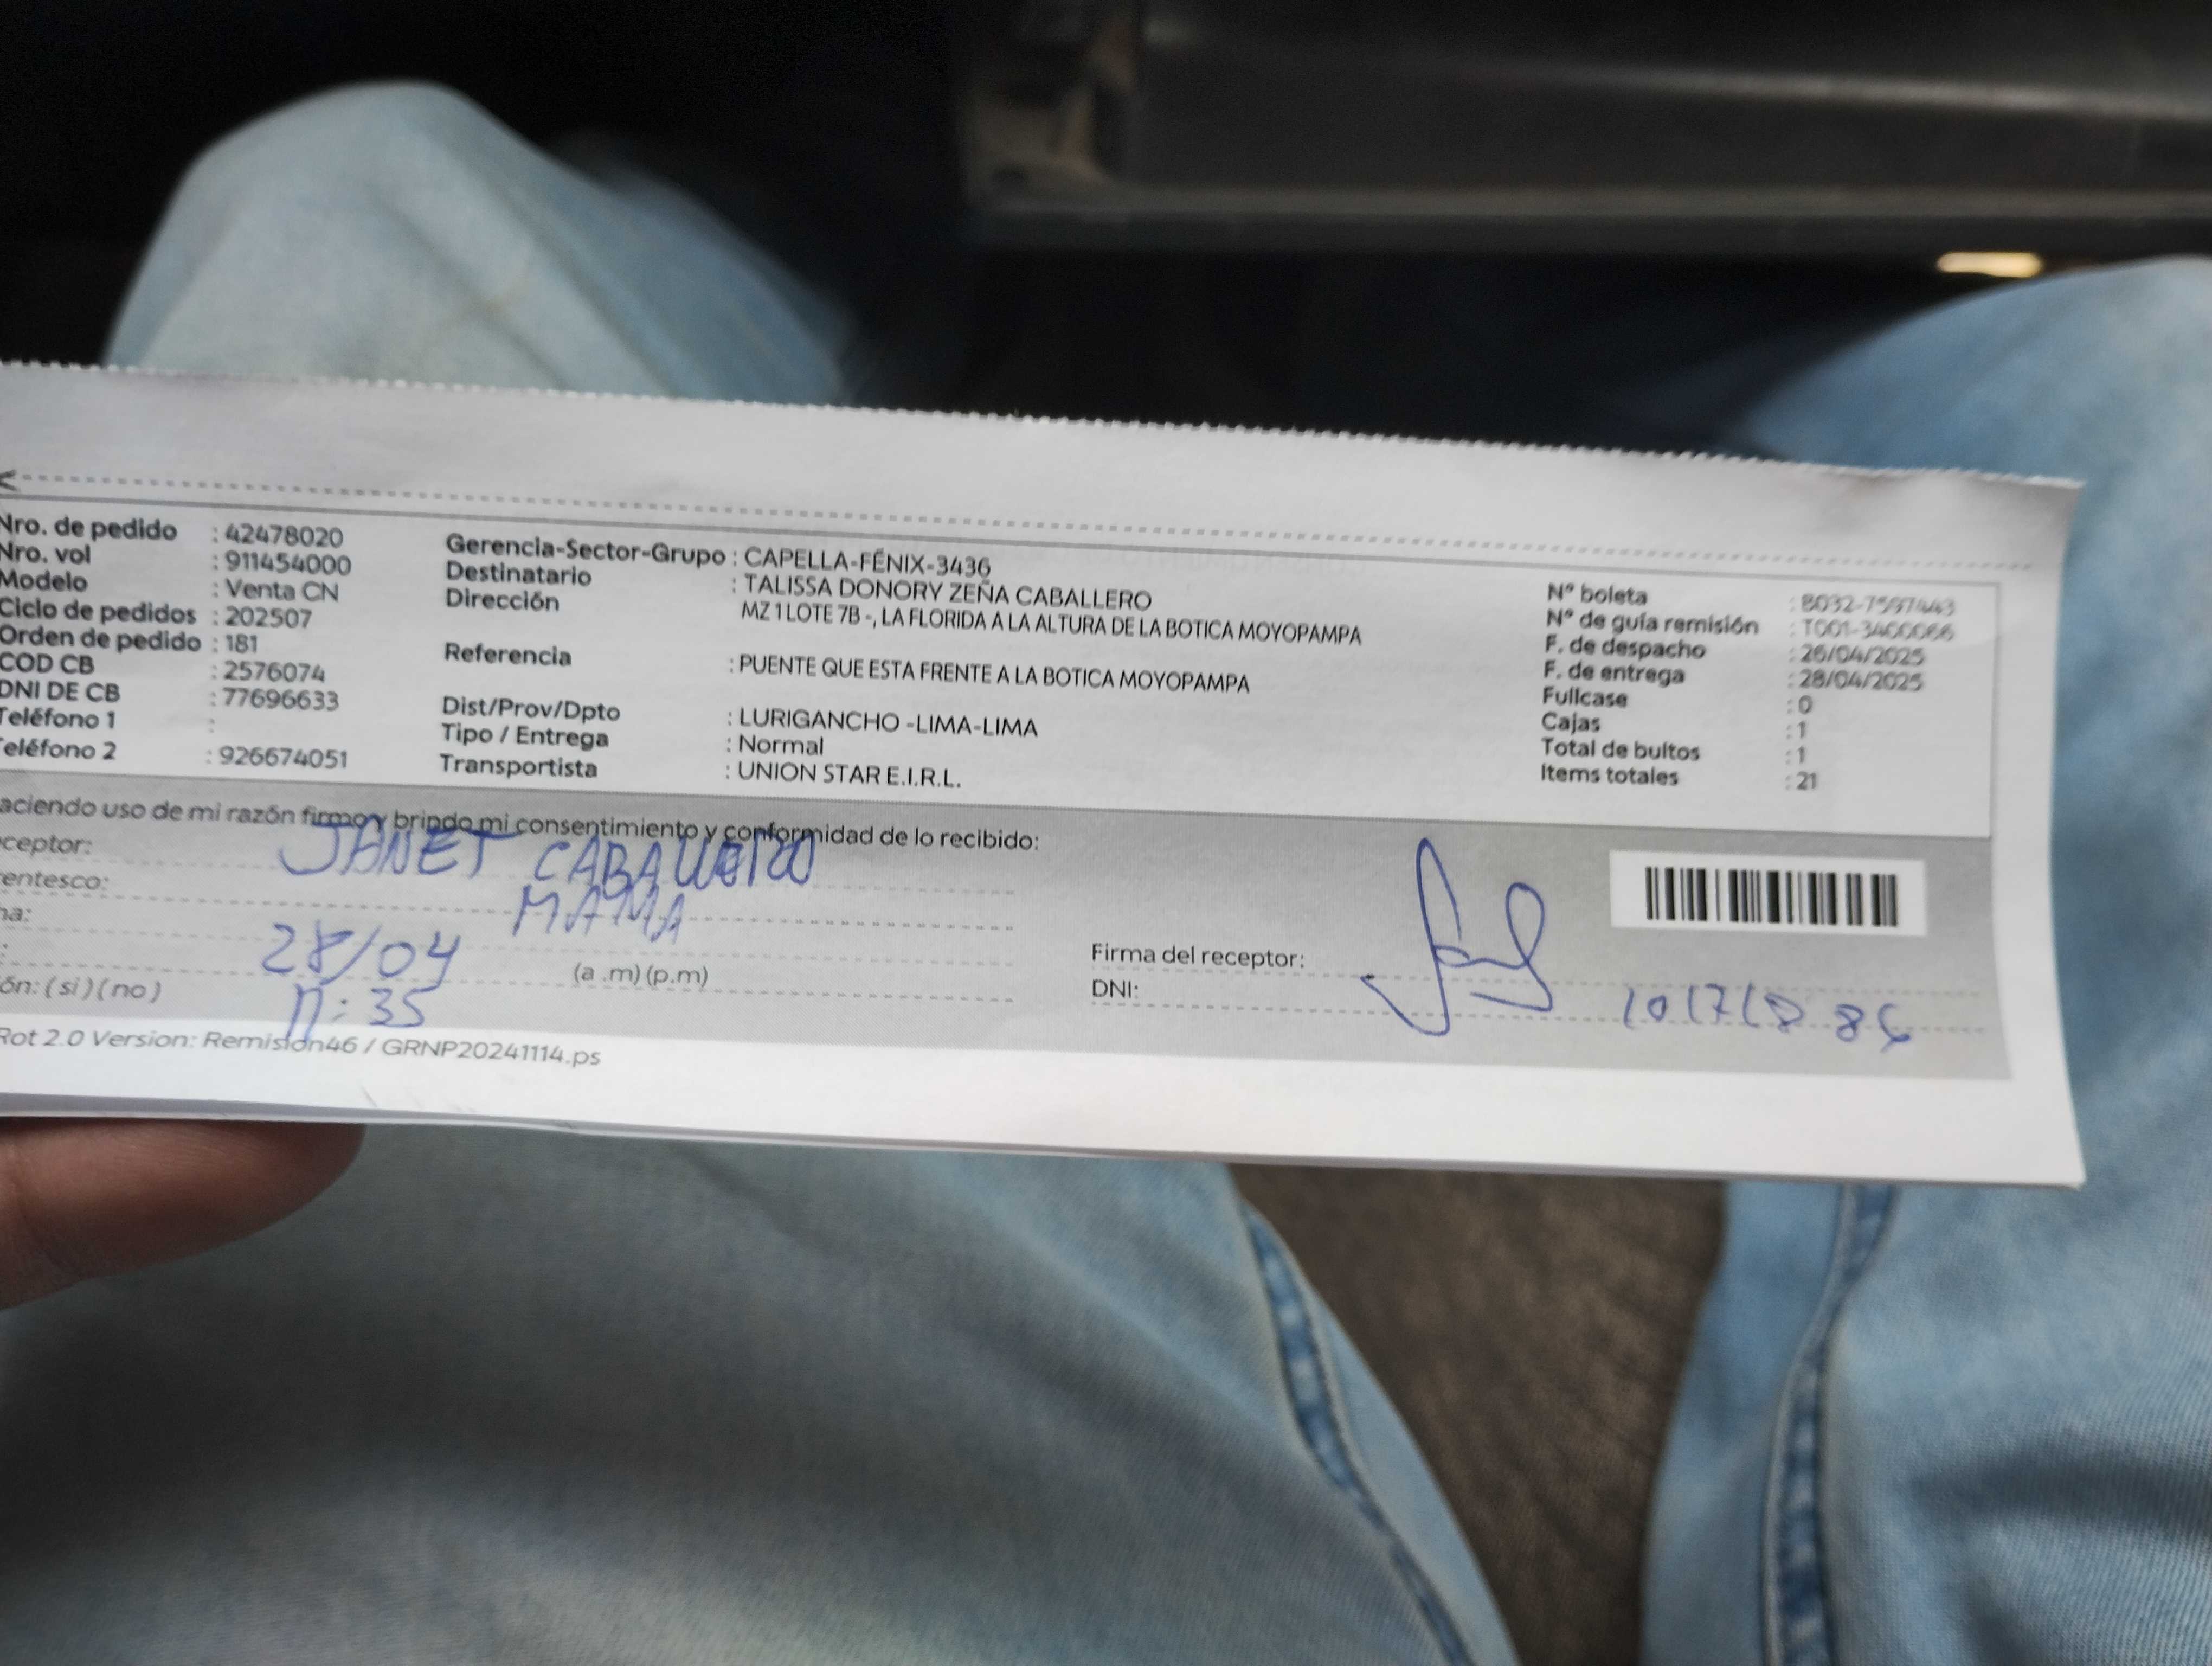 Nro. de pedido : 42478020
Nro. vol : 911454000
Modelo : Venta CN
Ciclo de pedidos : 202507
Orden de pedido : 181
COD CB : 2576074
DNI DE CB : 77696633
Teléfono 1 :
eléfono 2 : 926674051
Gerencia-Sector-Grupo : CAPELLA-FÉNIX-3436
Destinatario : TALISSA DONORY ZEÑA CABALLERO
Dirección MZ 1 LOTE 7B -, LA FLORIDA A LA ALTURA DE LA BOTICA MOYOPAMPA
Referencia : PUENTE QUE ESTA FRENTE A LA BOTICA MOYOPAMPA
Dist/Prov/Dpto : LURIGANCHO -LIMA-LIMA
Tipo / Entrega : Normal
Transportista : UNION STAR E.I.R.L.
N° boleta
N° de guía remisión
F. de despacho : 26/04/2025
F. de entrega : 28/04/2025
Fullcase : 0
Cajas : 1
Total de bultos : 1
Items totales : 21
aciendo uso de mi razón firmo y brindo mi consentimiento y conformidad de lo recibido:
ceptor: JANET CABALLERO
entesco: MAMA
na: 28/04
: (a .m) (p.m)
ón: ( si ) ( no ) 35
Firma del receptor:
DNI:
Rot 2.0 Version: Remision46 / GRNP20241114.ps